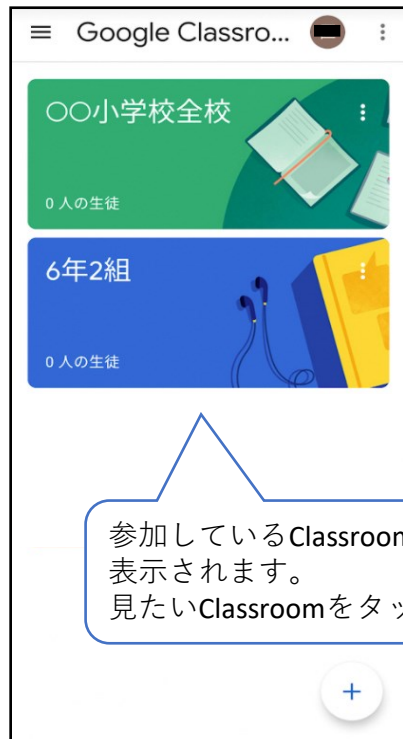 Google Classro...
〇〇小学校全校
0 人の生徒
6年2組
0 人の生徒
参加しているClassroom
表示されます。
見たいClassroomをタッ